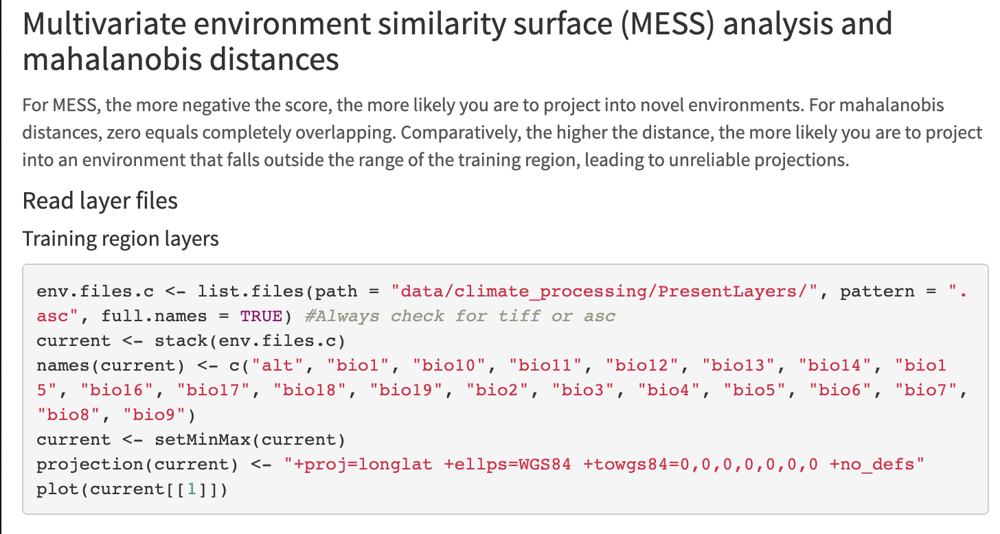 Multivariate environment similarity surface (MESS) analysis and
mahalanobis distances
For MESS, the more negative the score, the more likely you are to project into novel environments. For mahalanobis
distances, zero equals completely overlapping. Comparatively, the higher the distance, the more likely you are to project
into an environment that falls outside the range of the training region, leading to unreliable projections.
Read layer files
Training region layers
env.files.c <- list.files(path = "data/climate_processing/PresentLayers/", pattern = ".
asc", full.names = TRUE) #Always check for tiff or asc
current <- stack(env.files.c)
names(current) <- c("alt", "bio1", "bio10", "bio11", "bio12", "bio13", "bio14", "bio1
5", "bio16", "bio17", "bio18", "bio19", "bio2", "bio3", "bio4", "bio5", "bio6", "bio7",
"bio8", "bio9")
current <- setMinMax(current)
projection(current) <- "+proj=longlat +ellps=WGS84 +towgs84=0,0,0,0,0,0,0 +no_defs"
plot(current[[1]])